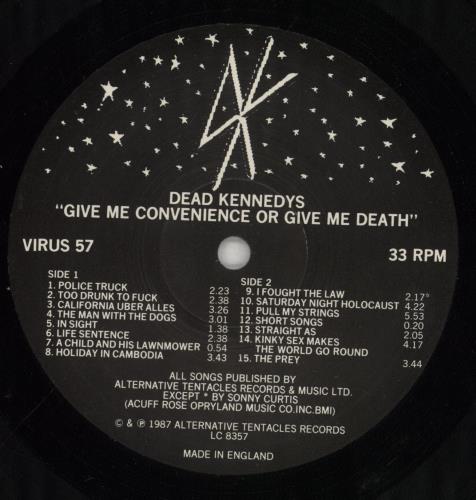 DEAD KENNEDYS
"GIVE ME CONVENIENCE OR GIVE ME DEATH"
VIRUS 57
33 RPM
SIDE 1
1. POLICE TRUCK 2.23
2. TOO DRUNK TO FUCK 2.38
3. CALIFORNIA UBER ALLES 3.26
4. THE MAN WITH THE DOGS 3.01
5. IN SIGHT 1.38
6. LIFE SENTENCE 2.38
7. A CHILD AND HIS LAWNMOWER 0.54
8. HOLIDAY IN CAMBODIA 3.43
SIDE 2
9. I FOUGHT THE LAW 2.17*
10. SATURDAY NIGHT HOLOCAUST 4.22
11. PULL MY STRINGS 5.53
12. SHORT SONGS 0.20
13. STRAIGHT AS 2.05
14. KINKY SEX MAKES 4.17
THE WORLD GO ROUND
15. THE PREY 3.44
ALL SONGS PUBLISHED BY
ALTERNATIVE TENTACLES RECORDS & MUSIC LTD.
EXCEPT * BY SONNY CURTIS
(ACUFF ROSE OPRYLAND MUSIC CO.INC.BMI)
© & ℗ 1987 ALTERNATIVE TENTACLES RECORDS
LC 8357
MADE IN ENGLAND